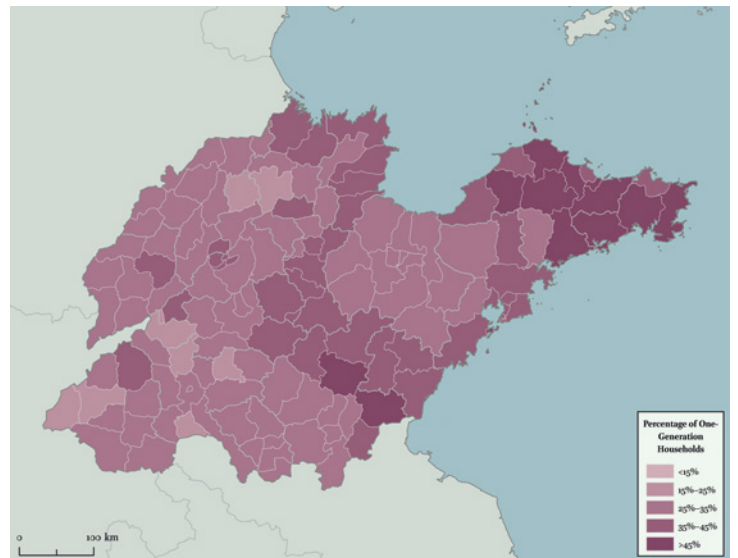 Percentage of One-
Generation
Households
<15%
15%–25%
25%–35%
35%–45%
>45%
0 100 km